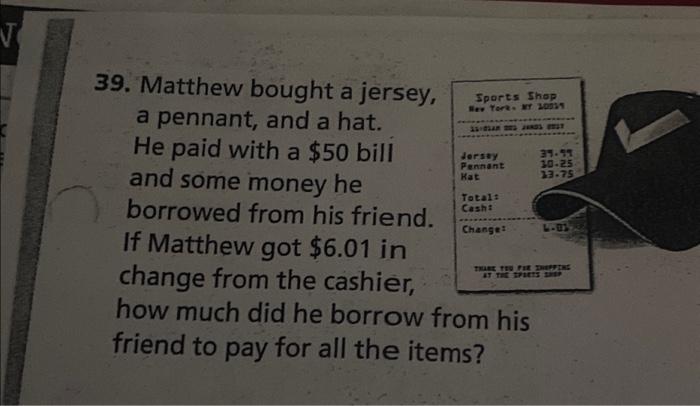 39. Matthew bought a jersey,
a pennant, and a hat.
He paid with a $50 bill
and some money he
borrowed from his friend.
If Matthew got $6.01 in
change from the cashier,
how much did he borrow from his
friend to pay for all the items?
Sports Shop
New York, NY
Jersey 39.99
Pennant 10.25
Hat 13.75
Total:
Cash:
Change: 6.01
THANK YOU FOR SHOPPING
AT THE SPORTS SHOP